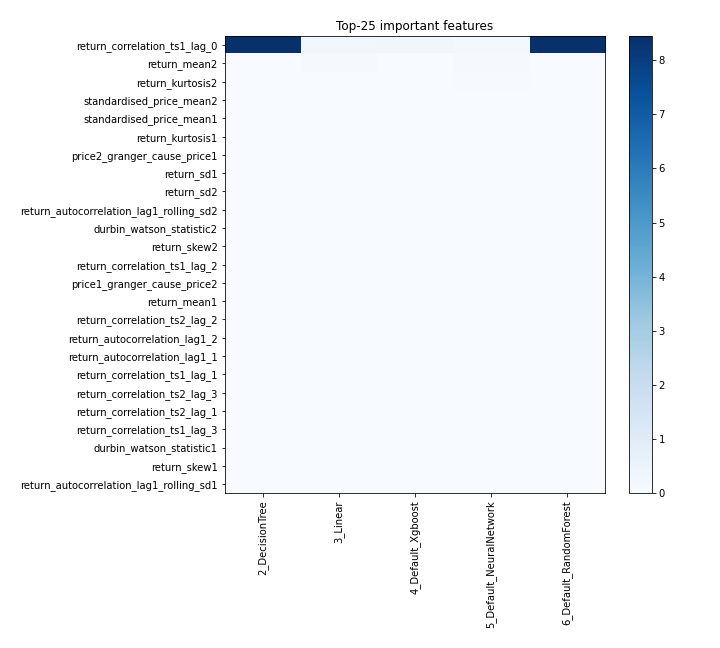 Top-25 important features
return_correlation_ts1_lag_0
return_mean2
return_kurtosis2
standardised_price_mean2
standardised_price_mean1
return_kurtosis1
price2_granger_cause_price1
return_sd1
return_sd2
return_autocorrelation_lag1_rolling_sd2
durbin_watson_statistic2
return_skew2
return_correlation_ts1_lag_2
price1_granger_cause_price2
return_mean1
return_correlation_ts2_lag_2
return_autocorrelation_lag1_2
return_autocorrelation_lag1_1
return_correlation_ts1_lag_1
return_correlation_ts2_lag_3
return_correlation_ts2_lag_1
return_correlation_ts1_lag_3
durbin_watson_statistic1
return_skew1
return_autocorrelation_lag1_rolling_sd1
2_DecisionTree
3_Linear
4_Default_Xgboost
5_Default_NeuralNetwork
6_Default_RandomForest
8
7
6
5
4
3
2
1
0